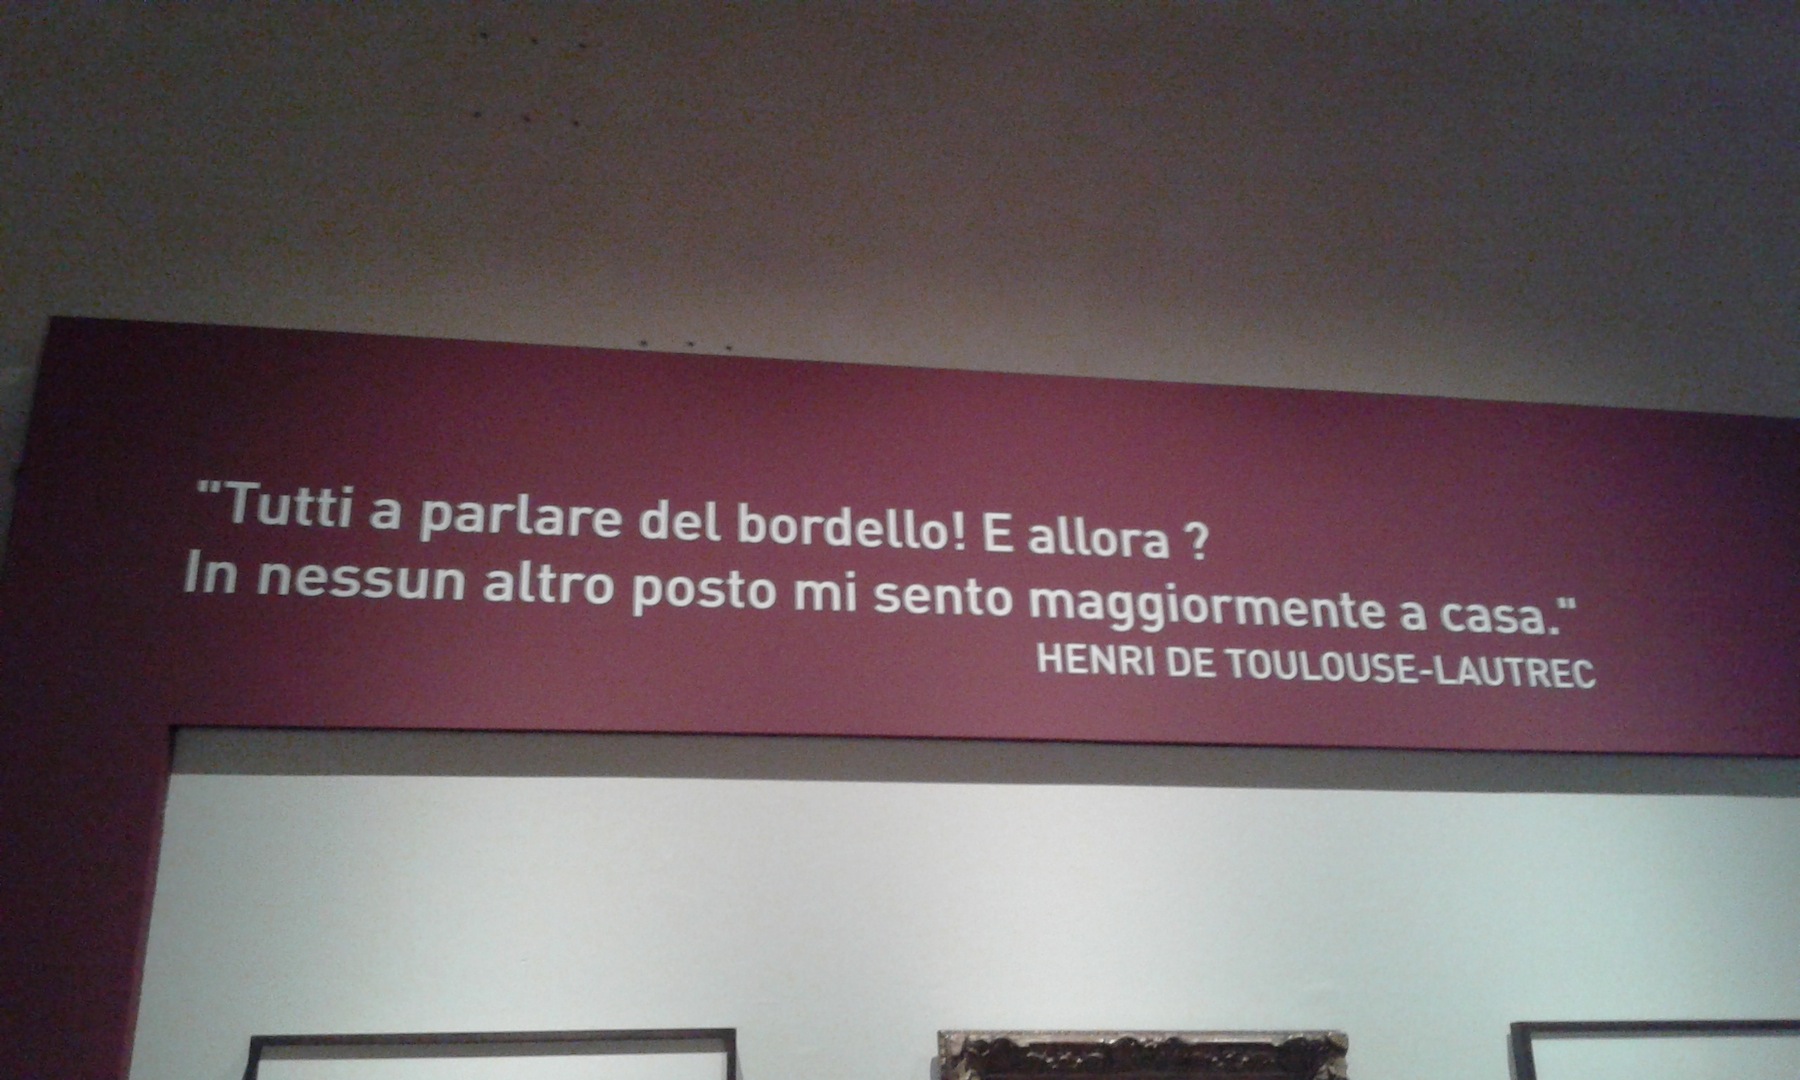 "Tutti a parlare del bordello! E allora ?
In nessun altro posto mi sento maggiormente a casa."
HENRI DE TOULOUSE-LAUTREC